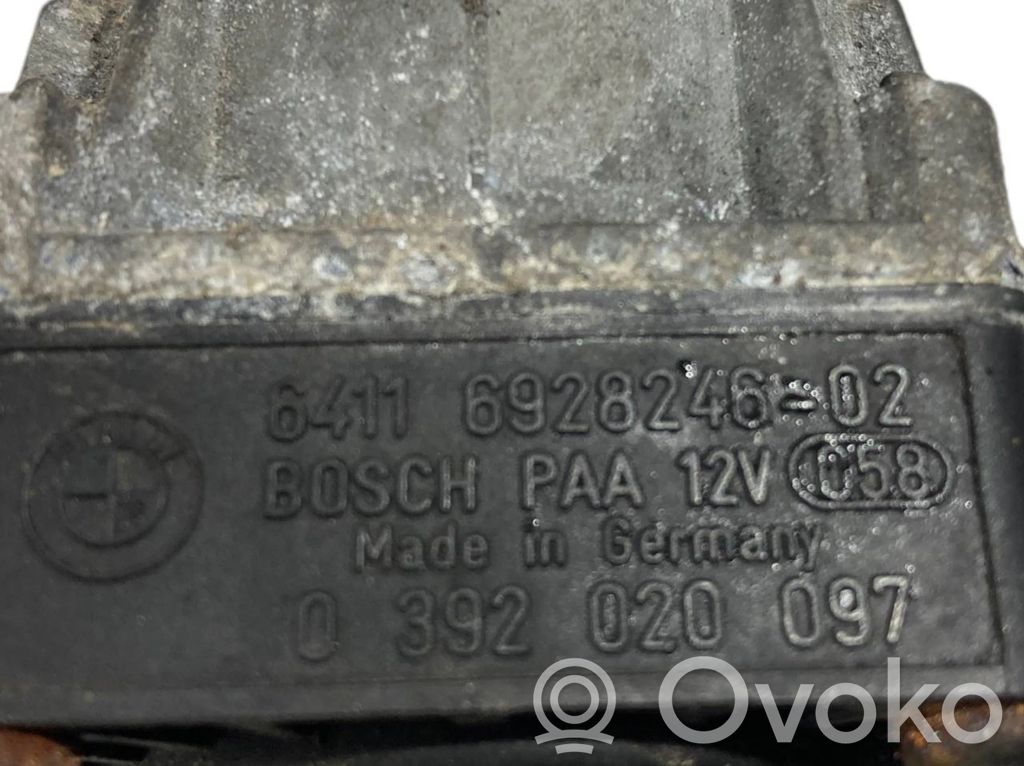 6411 6928246-02
BOSCH PAA 12V 058
Made in Germany
0 392 020 097
Ovoko